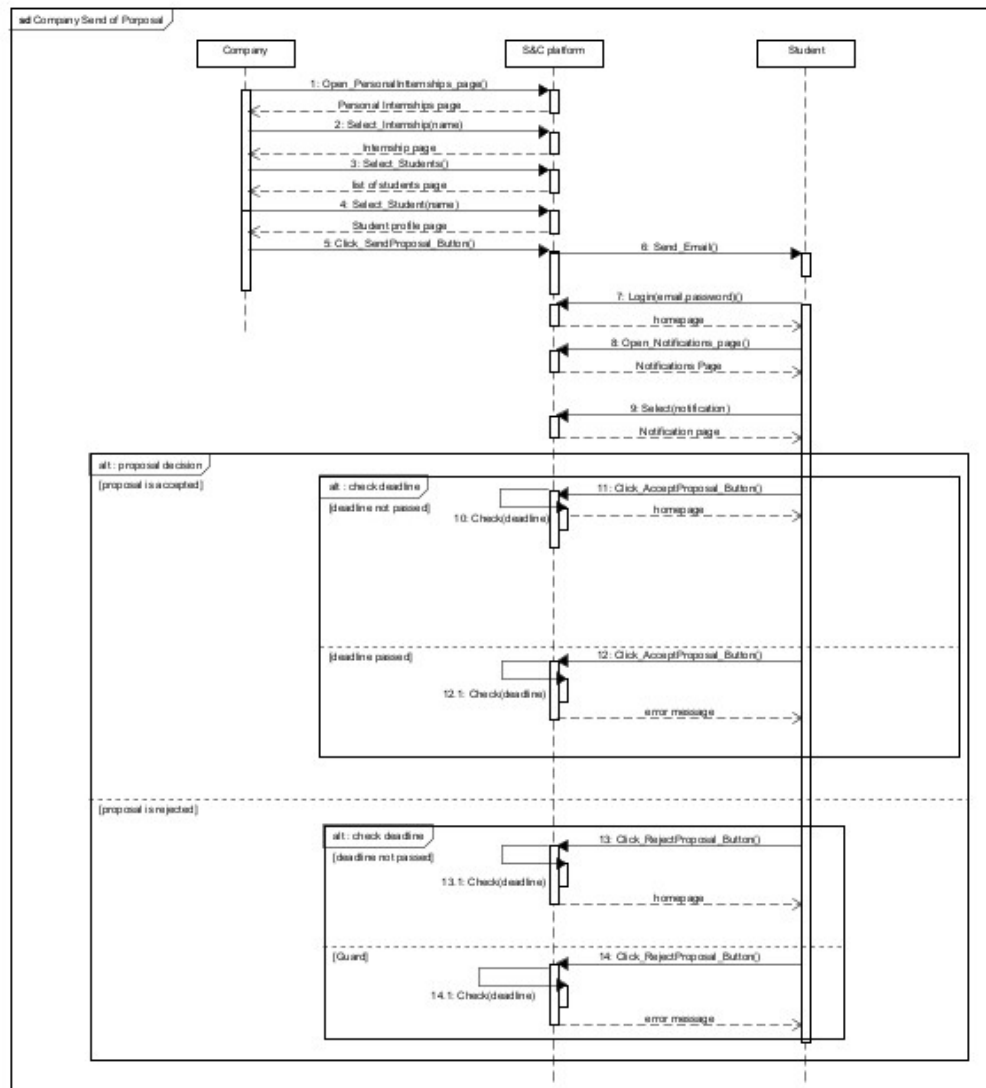 sd Company Send of Porposal
Company
S&C platform
Student
1: Open_PersonalInternships_page()
Personal Internships page
2: Select_Internship(name)
Internship page
3: Select_Students()
list of students page
4: Select_Student(name)
Student profile page
5: Click_SendProposal_Button()
6: Send_Email()
7: Login(email,password)()
homepage
8: Open_Notifications_page()
Notifications Page
9: Select(notification)
Notification page
alt : proposal decision
[proposal is accepted]
alt : check deadline
[deadline not passed]
11: Click_AcceptProposal_Button()
homepage
10: Check(deadline)
[deadline passed]
12: Click_AcceptProposal_Button()
12.1: Check(deadline)
error message
[proposal is rejected]
alt : check deadline
[deadline not passed]
13: Click_RejectProposal_Button()
13.1: Check(deadline)
homepage
[Guard]
14: Click_RejectProposal_Button()
14.1: Check(deadline)
error message